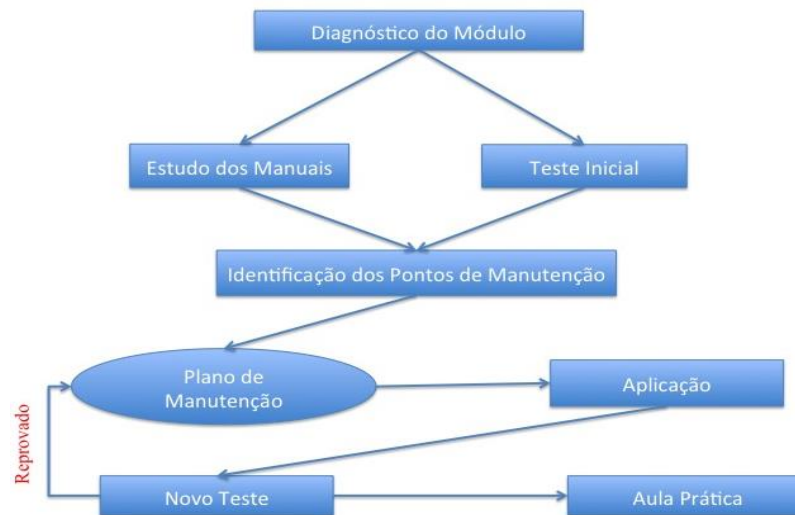 Diagnóstico do Módulo
Estudo dos Manuais
Teste Inicial
Identificação dos Pontos de Manutenção
Plano de
Manutenção
Aplicação
Reprovado
Novo Teste
Aula Prática